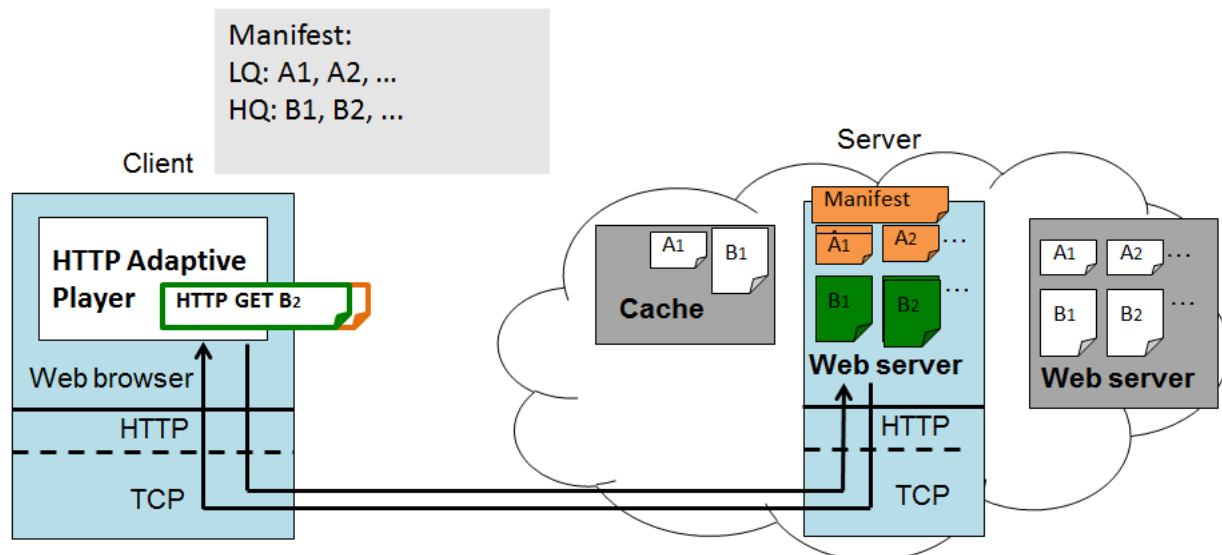 Manifest:
LQ: A1, A2, ...
HQ: B1, B2, ...
Client
HTTP Adaptive
Player
HTTP GET B2
Web browser
HTTP
TCP
Server
Cache
A1
B1
Manifest
A1
A2
...
B1
B2
...
Web server
HTTP
TCP
A1
A2
...
B1
B2
...
Web server